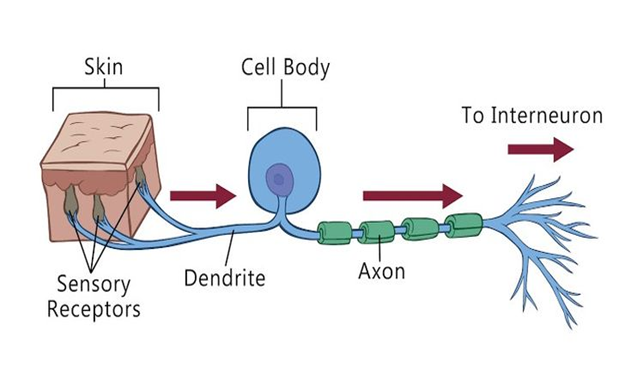 Skin
Cell Body
To Interneuron
Sensory
Receptors
Dendrite
Axon